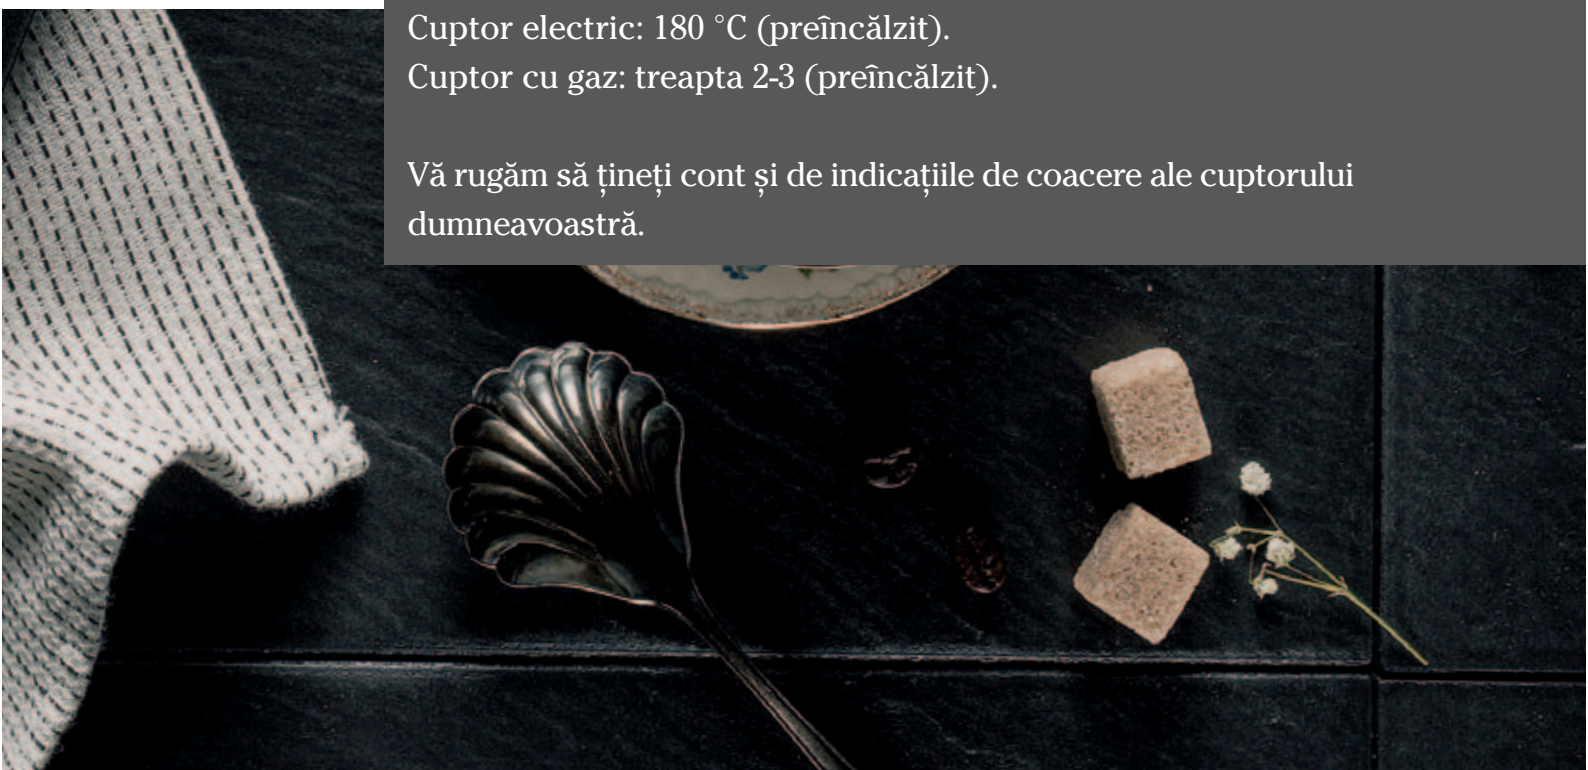 Cuptor electric: 180 °C (preîncălzit).
Cuptor cu gaz: treapta 2-3 (preîncălzit).
Vă rugăm să țineți cont și de indicațiile de coacere ale cuptorului
dumneavoastră.